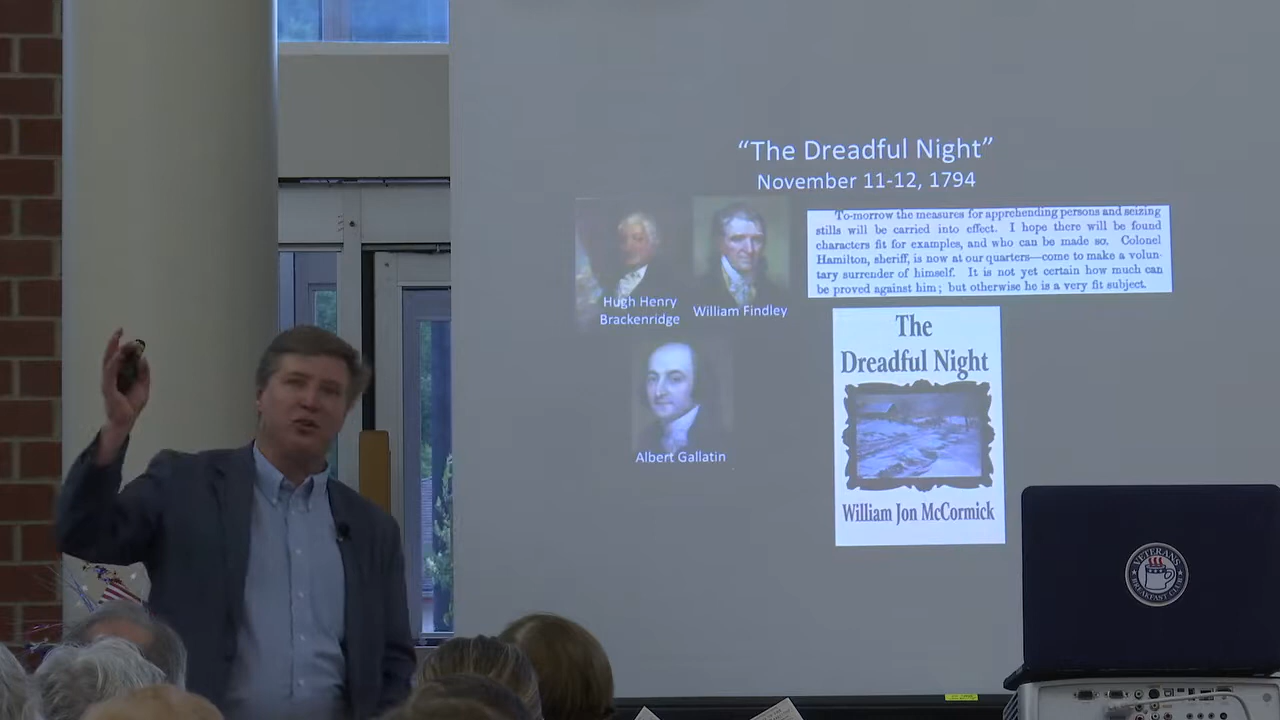 “The Dreadful Night”
November 11-12, 1794
Hugh Henry
Brackenridge
William Findley
Albert Gallatin
To-morrow the measures for apprehending persons and seizing
stills will be carried into effect. I hope there will be found
characters fit for examples, and who can be made so. Colonel
Hamilton, sheriff, is now at our quarters—come to make a volun-
tary surrender of himself. It is not yet certain how much can
be proved against him; but otherwise he is a very fit subject.
The
Dreadful Night
William Jon McCormick
VETERANS
BREAKFAST CLUB